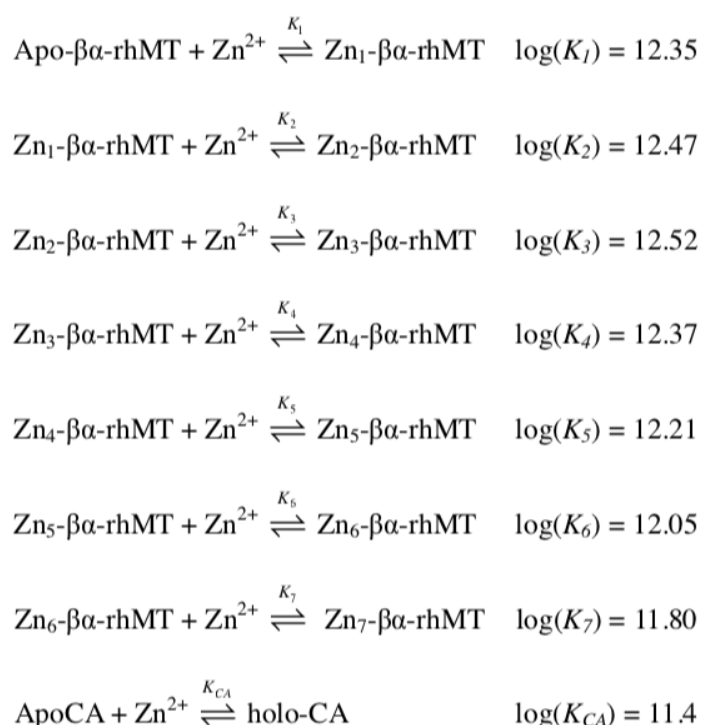 Apo-βα-rhMT + Zn²⁺ ⇌ Zn₁-βα-rhMT log(K₁) = 12.35
K₁
Zn₁-βα-rhMT + Zn²⁺ ⇌ Zn₂-βα-rhMT log(K₂) = 12.47
K₂
Zn₂-βα-rhMT + Zn²⁺ ⇌ Zn₃-βα-rhMT log(K₃) = 12.52
K₃
Zn₃-βα-rhMT + Zn²⁺ ⇌ Zn₄-βα-rhMT log(K₄) = 12.37
K₄
Zn₄-βα-rhMT + Zn²⁺ ⇌ Zn₅-βα-rhMT log(K₅) = 12.21
K₅
Zn₅-βα-rhMT + Zn²⁺ ⇌ Zn₆-βα-rhMT log(K₆) = 12.05
K₆
Zn₆-βα-rhMT + Zn²⁺ ⇌ Zn₇-βα-rhMT log(K₇) = 11.80
K₇
ApoCA + Zn²⁺ ⇌ holo-CA log(K_CA) = 11.4
K_CA